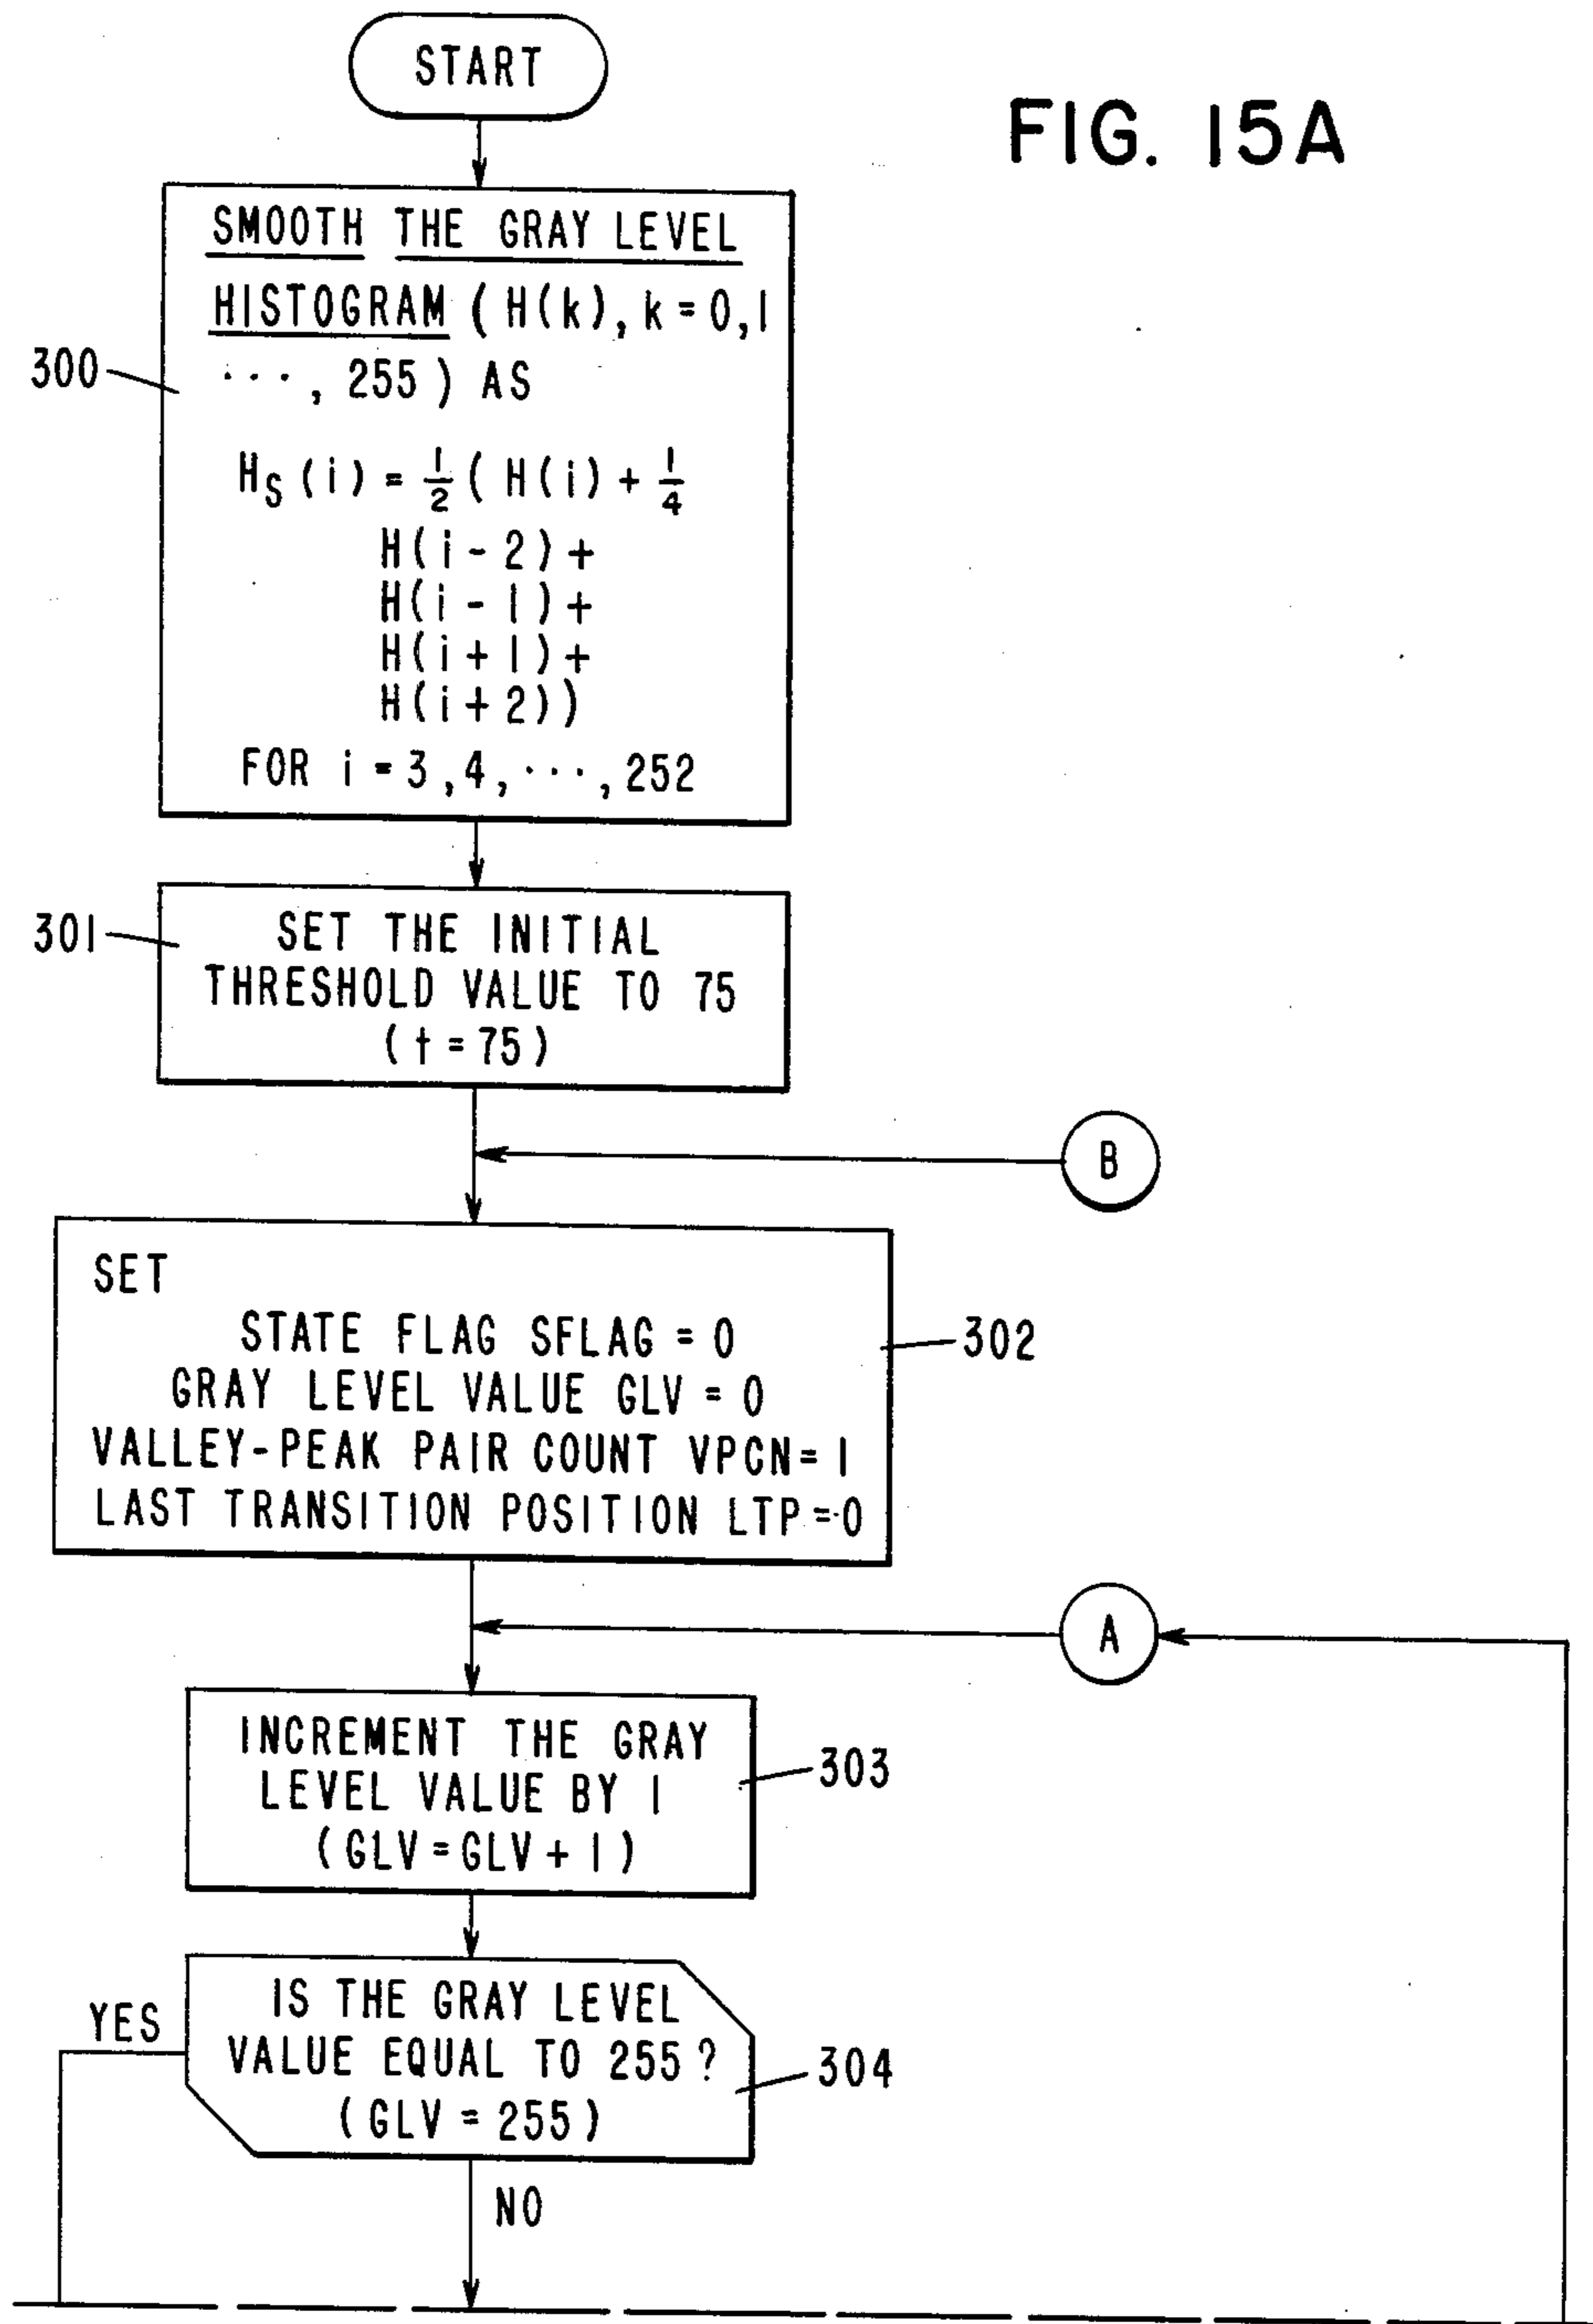 START
FIG. 15A
SMOOTH THE GRAY LEVEL
HISTOGRAM (H(k), k=0,1
..., 255) AS
300
H_S(i) = 1/2 (H(i) + 1/4
H(i-2)+
H(i-1)+
H(i+1)+
H(i+2))
FOR i=3,4,...,252
301
SET THE INITIAL
THRESHOLD VALUE TO 75
(t=75)
B
SET
STATE FLAG SFLAG = 0
302
GRAY LEVEL VALUE GLV = 0
VALLEY-PEAK PAIR COUNT VPCN= 1
LAST TRANSITION POSITION LTP=0
A
INCREMENT THE GRAY
LEVEL VALUE BY 1
(GLV=GLV+1)
303
IS THE GRAY LEVEL
VALUE EQUAL TO 255?
(GLV = 255)
YES
304
NO